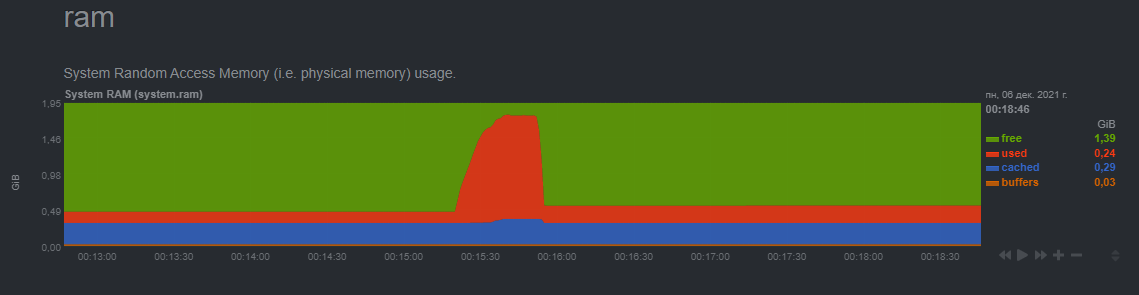 ram
System Random Access Memory (i.e. physical memory) usage.
System RAM (system.ram)
пн, 06 дек. 2021 г.
00:18:46
GiB
free 1,39
used 0,24
cached 0,29
buffers 0,03
GiB
1,95
1,46
0,98
0,49
0,00
00:13:00 00:13:30 00:14:00 00:14:30 00:15:00 00:15:30 00:16:00 00:16:30 00:17:00 00:17:30 00:18:00 00:18:30